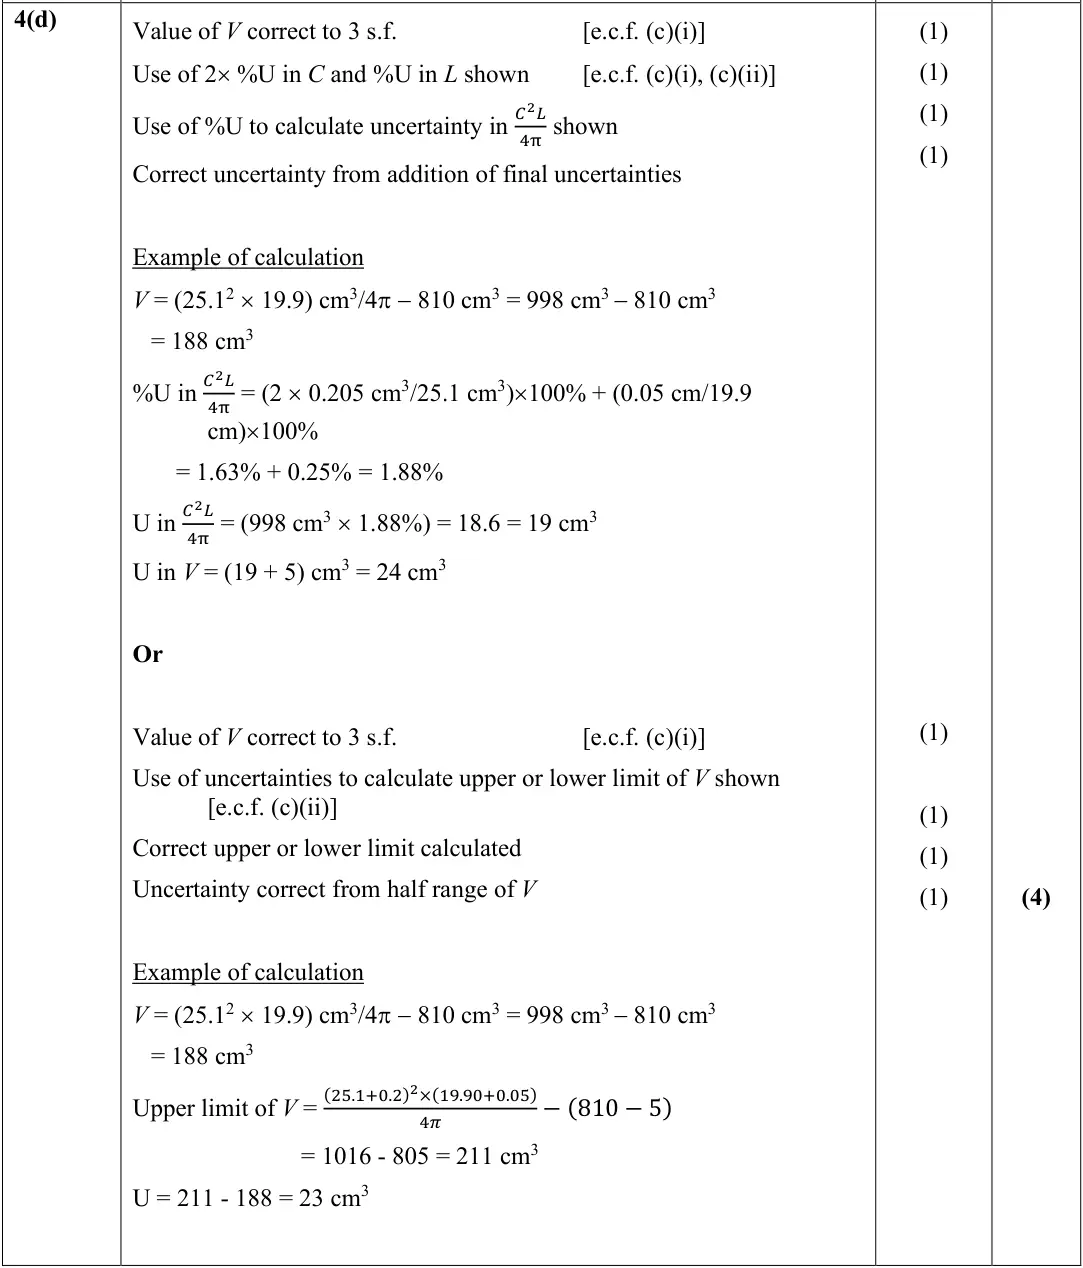 4(d)
Value of V correct to 3 s.f. [e.c.f. (c)(i)] (1)
Use of 2× %U in C and %U in L shown [e.c.f. (c)(i), (c)(ii)] (1)
Use of %U to calculate uncertainty in C²L/4π shown (1)
Correct uncertainty from addition of final uncertainties (1)
Example of calculation
V = (25.1² × 19.9) cm³/4π – 810 cm³ = 998 cm³ – 810 cm³
= 188 cm³
%U in C²L/4π = (2 × 0.205 cm³/25.1 cm³)×100% + (0.05 cm/19.9
cm)×100%
= 1.63% + 0.25% = 1.88%
U in C²L/4π = (998 cm³ × 1.88%) = 18.6 = 19 cm³
U in V = (19 + 5) cm³ = 24 cm³
Or
Value of V correct to 3 s.f. [e.c.f. (c)(i)] (1)
Use of uncertainties to calculate upper or lower limit of V shown
[e.c.f. (c)(ii)] (1)
Correct upper or lower limit calculated (1)
Uncertainty correct from half range of V (1) (4)
Example of calculation
V = (25.1² × 19.9) cm³/4π – 810 cm³ = 998 cm³ – 810 cm³
= 188 cm³
Upper limit of V = (25.1+0.2)²×(19.90+0.05)/4π − (810 − 5)
= 1016 - 805 = 211 cm³
U = 211 - 188 = 23 cm³